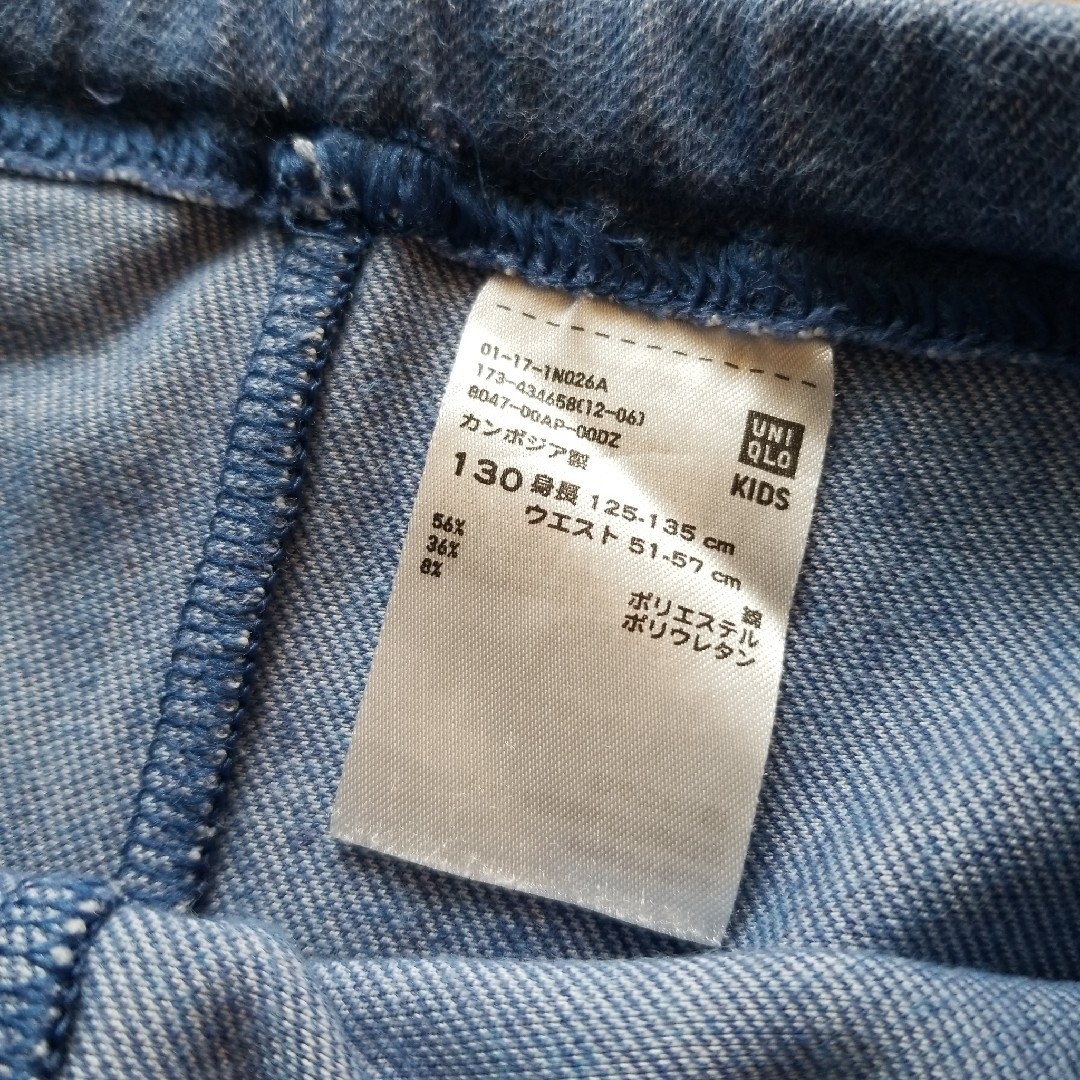 01-17-1N026A
173-434658(12-06)
8047-00AP-00DZ
カンボジア製
UNI
QLO
KIDS
130 身長 125-135 cm
ウエスト 51-57 cm
56% 綿
36% ポリエステル
8% ポリウレタン